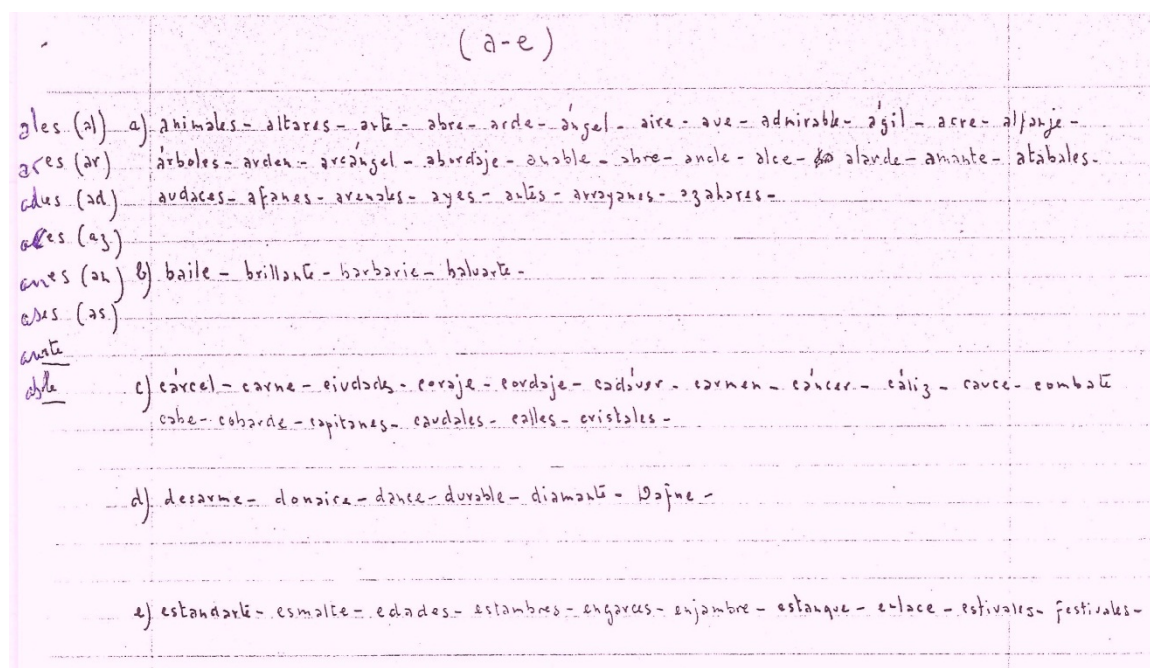 (a-e)
ales (al) a) animales - altares - arte - abre - arde - ángel - aire - ave - admirable - ágil - acre - alfanje -
ares (ar) árboles - arden - arcángel - abordaje - amable - abre - ancle - alce - alarde - amante - atabales -
ades (ad.) audaces - afanes - arenales - ayes - antes - arrayanes - azahares -
aces (az)
anes (an) b) baile - brillante - barbarie - baluarte -
ases (as.)
ante
able c) cárcel - carne - ciudades - coraje - cordaje - cadáver - carmen - cáncer - cáliz - cauce - combate
cabe - cobarde - capitanes - caudales - calles - cristales -
d) desarme - donaire - dance - durable - diamante - Dafne -
e) estandarte - esmalte - edades - estambres - engarces - enjambre - estanque - enlace - estivales - festivales -